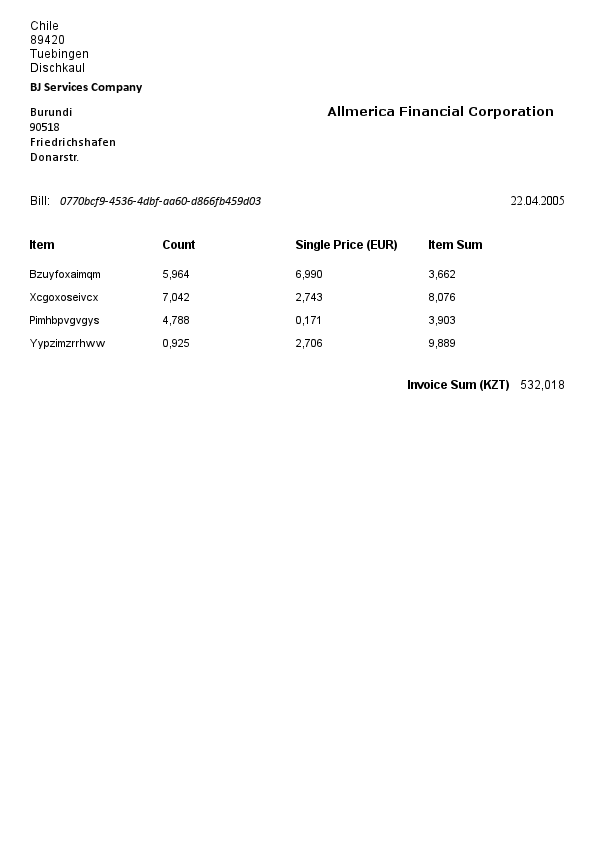 Chile
89420
Tuebingen
Dischkaul
BJ Services Company
Burundi
Allmerica Financial Corporation
90518
Friedrichshafen
Donarstr.
Bill: 0770bcf9-4536-4dbf-aa60-d866fb459d03 22.04.2005
Item Count Single Price (EUR) Item Sum
Bzuyfoxaimqm 5,964 6,990 3,662
Xcgoxoseivcx 7,042 2,743 8,076
Pimhbpvgvgys 4,788 0,171 3,903
Yypzimzrrhww 0,925 2,706 9,889
Invoice Sum (KZT) 532,018